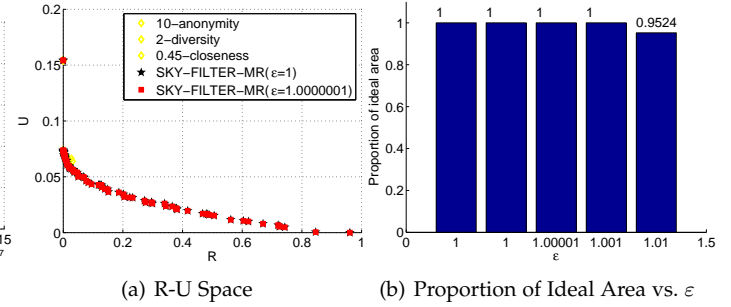 0.2
0.15
0.1
0.05
0
U
10−anonymity
2−diversity
0.45−closeness
SKY−FILTER−MR(ε=1)
SKY−FILTER−MR(ε=1.0000001)
0 0.2 0.4 0.6 0.8 1
R
15
7
(a) R-U Space
1
0.8
0.6
0.4
0.2
0
Proportion of ideal area
1 1 1 1 0.9524
0 1 1 1.00001 1.001 1.01 1.5
ε
(b) Proportion of Ideal Area vs. ε